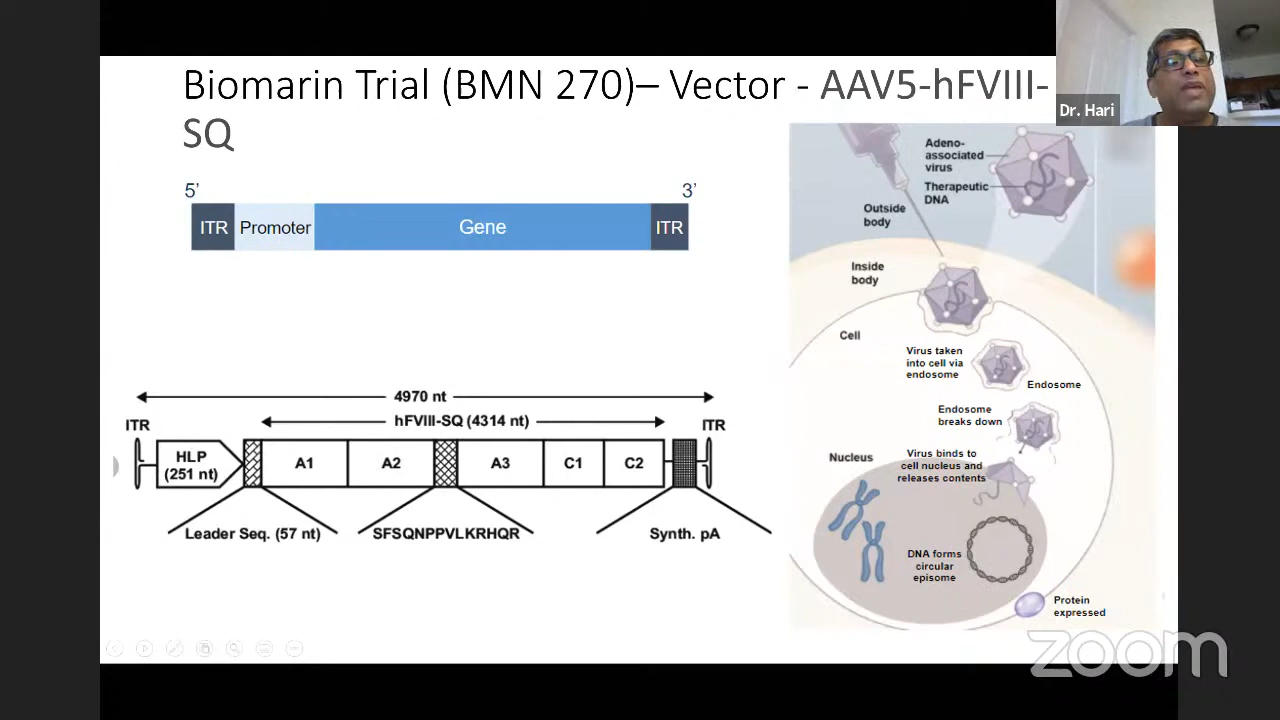 Biomarin Trial (BMN 270)– Vector - AAV5-hFVIII-
SQ
Dr. Hari
5’ 3’
ITR Promoter Gene ITR
4970 nt
hFVIII-SQ (4314 nt)
ITR ITR
HLP
(251 nt)
A1 A2 A3 C1 C2
Leader Seq. (57 nt) SFSQNPPVLKRHQR Synth. pA
Adeno-
associated
virus
Therapeutic
DNA
Outside
body
Inside
body
Cell
Virus taken
into cell via
endosome
Endosome
Endosome
breaks down
Virus binds to
cell nucleus and
releases contents
Nucleus
DNA forms
circular
episome
Protein
expressed
zoom